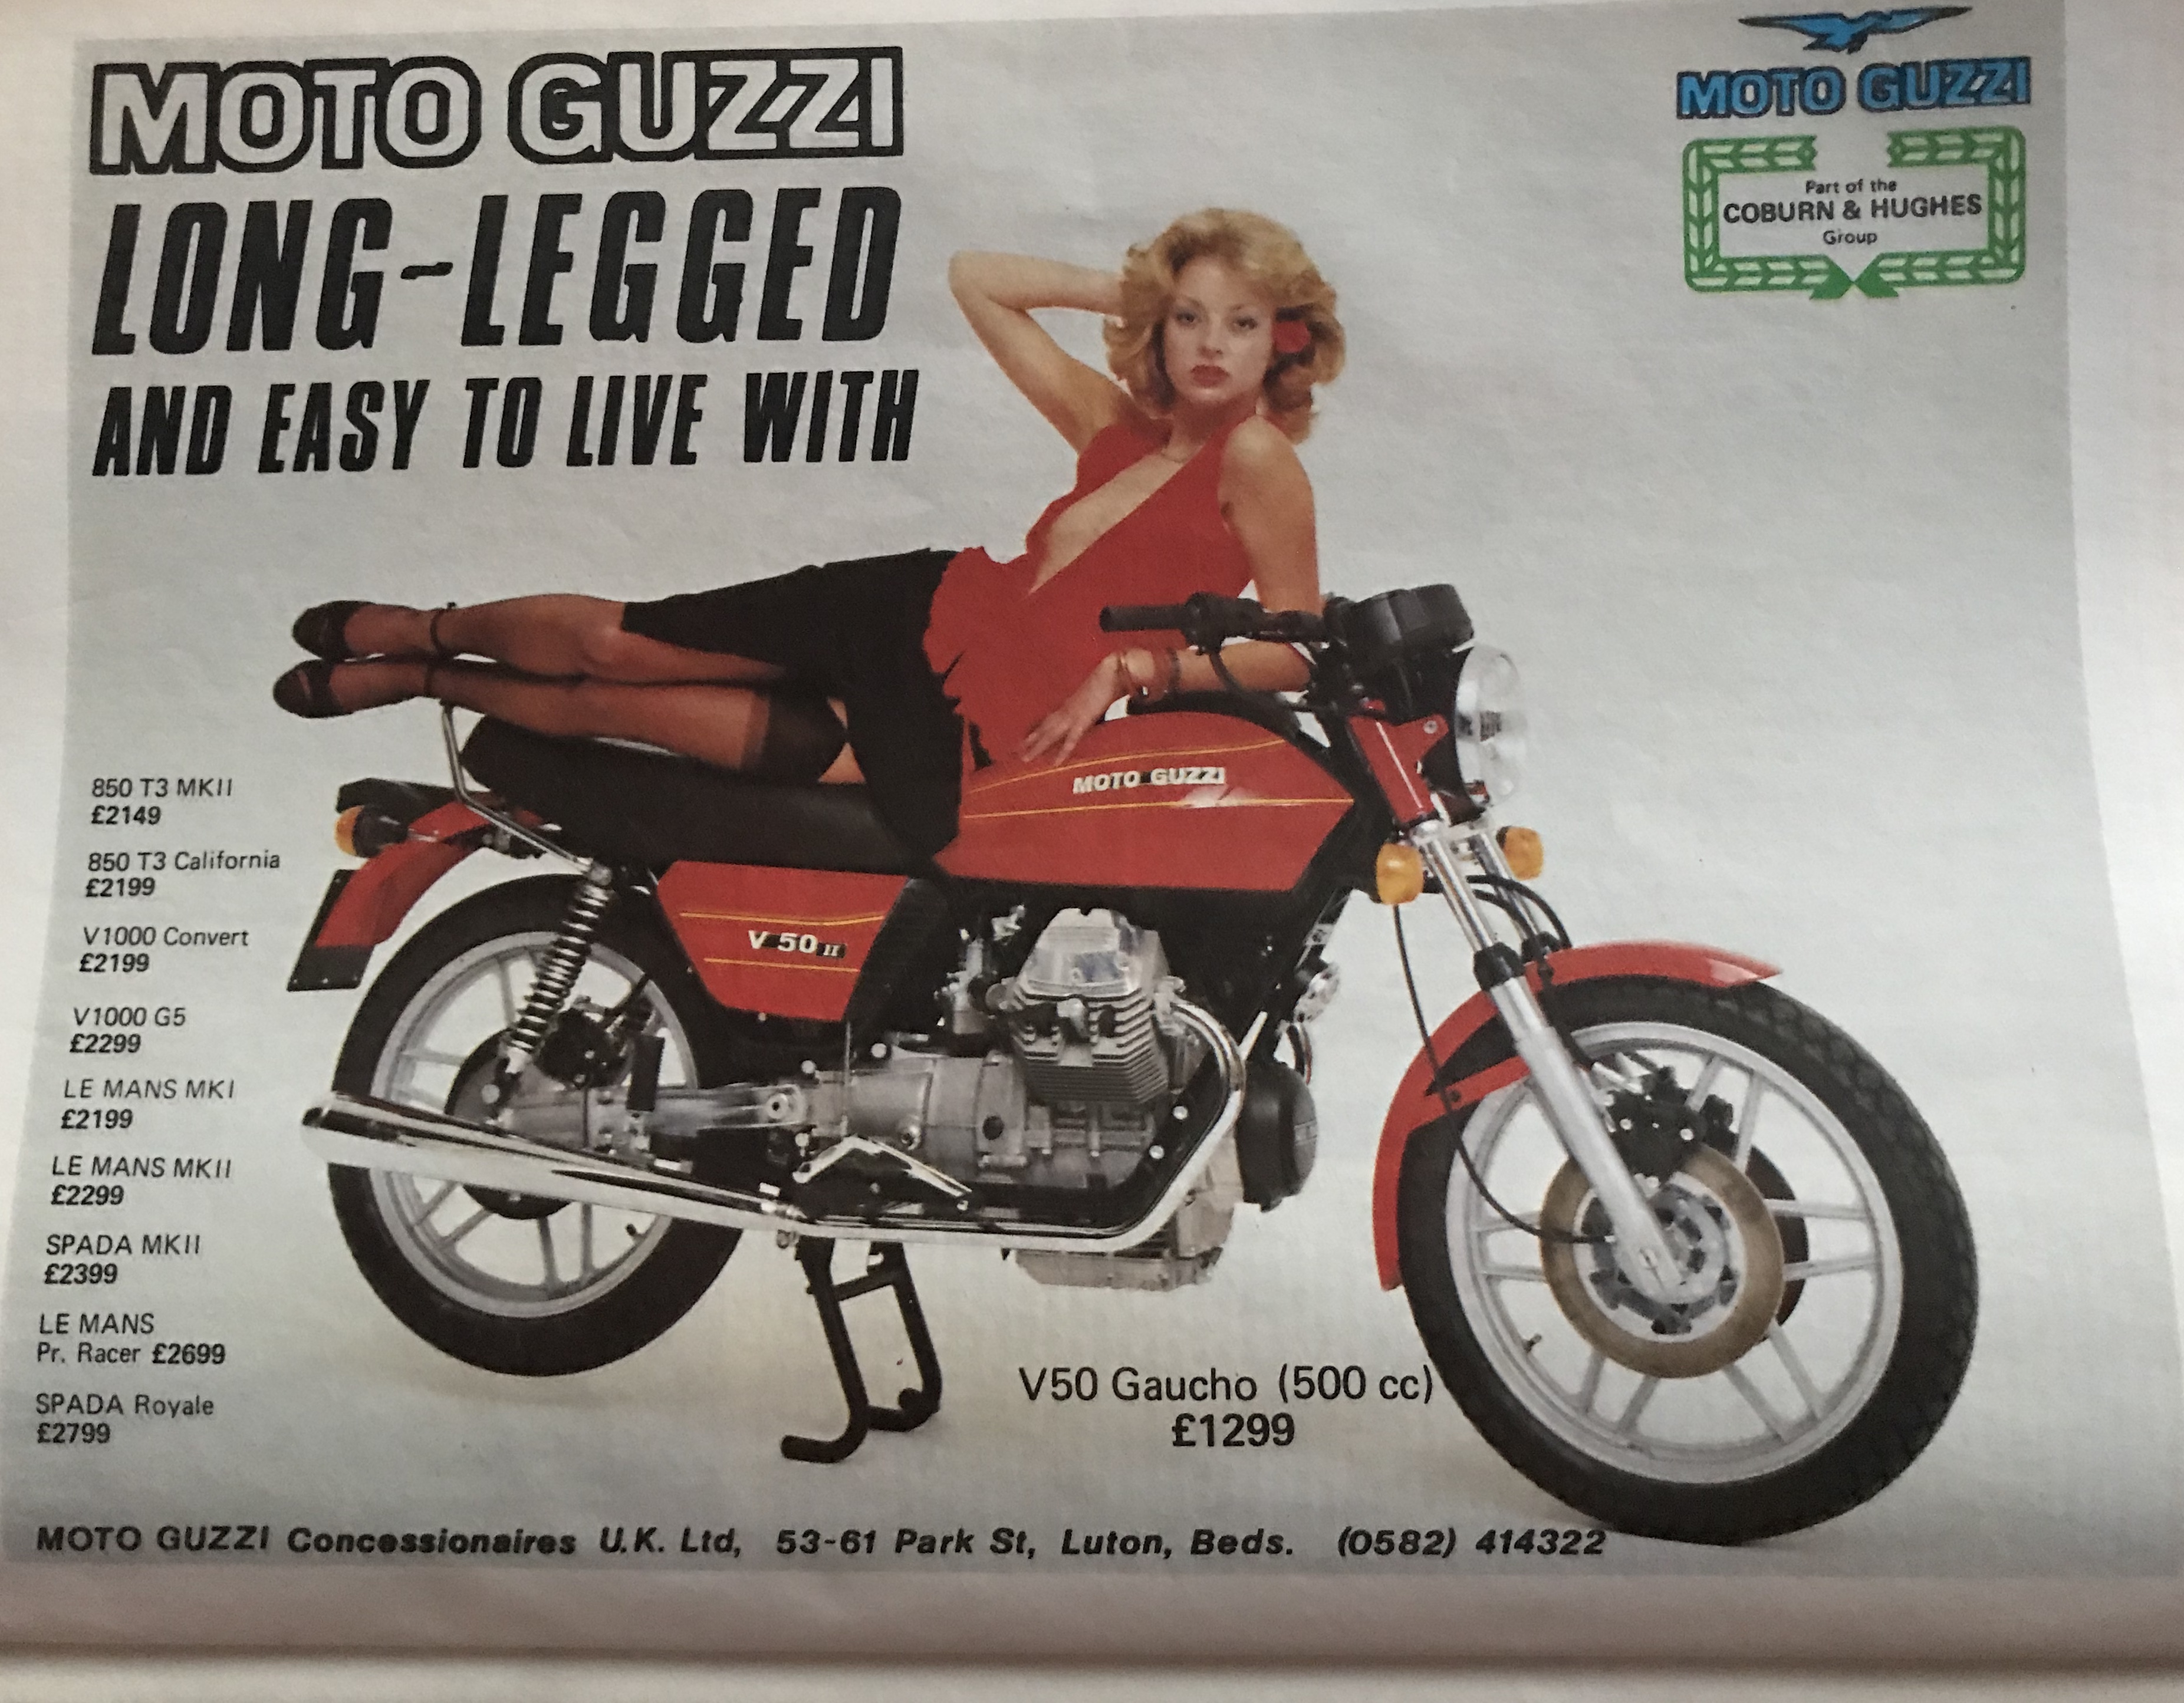 MOTO GUZZI
LONG-LEGGED
AND EASY TO LIVE WITH
MOTO GUZZI
Part of the
COBURN & HUGHES
Group
850 T3 MKII
£2149
850 T3 California
£2199
V1000 Convert
£2199
V1000 G5
£2299
LE MANS MKI
£2199
LE MANS MKII
£2299
SPADA MKII
£2399
LE MANS
Pr. Racer £2699
SPADA Royale
£2799
MOTO GUZZI
V 50 II
V50 Gaucho (500 cc)
£1299
MOTO GUZZI Concessionaires U.K. Ltd, 53-61 Park St, Luton, Beds. (0582) 414322